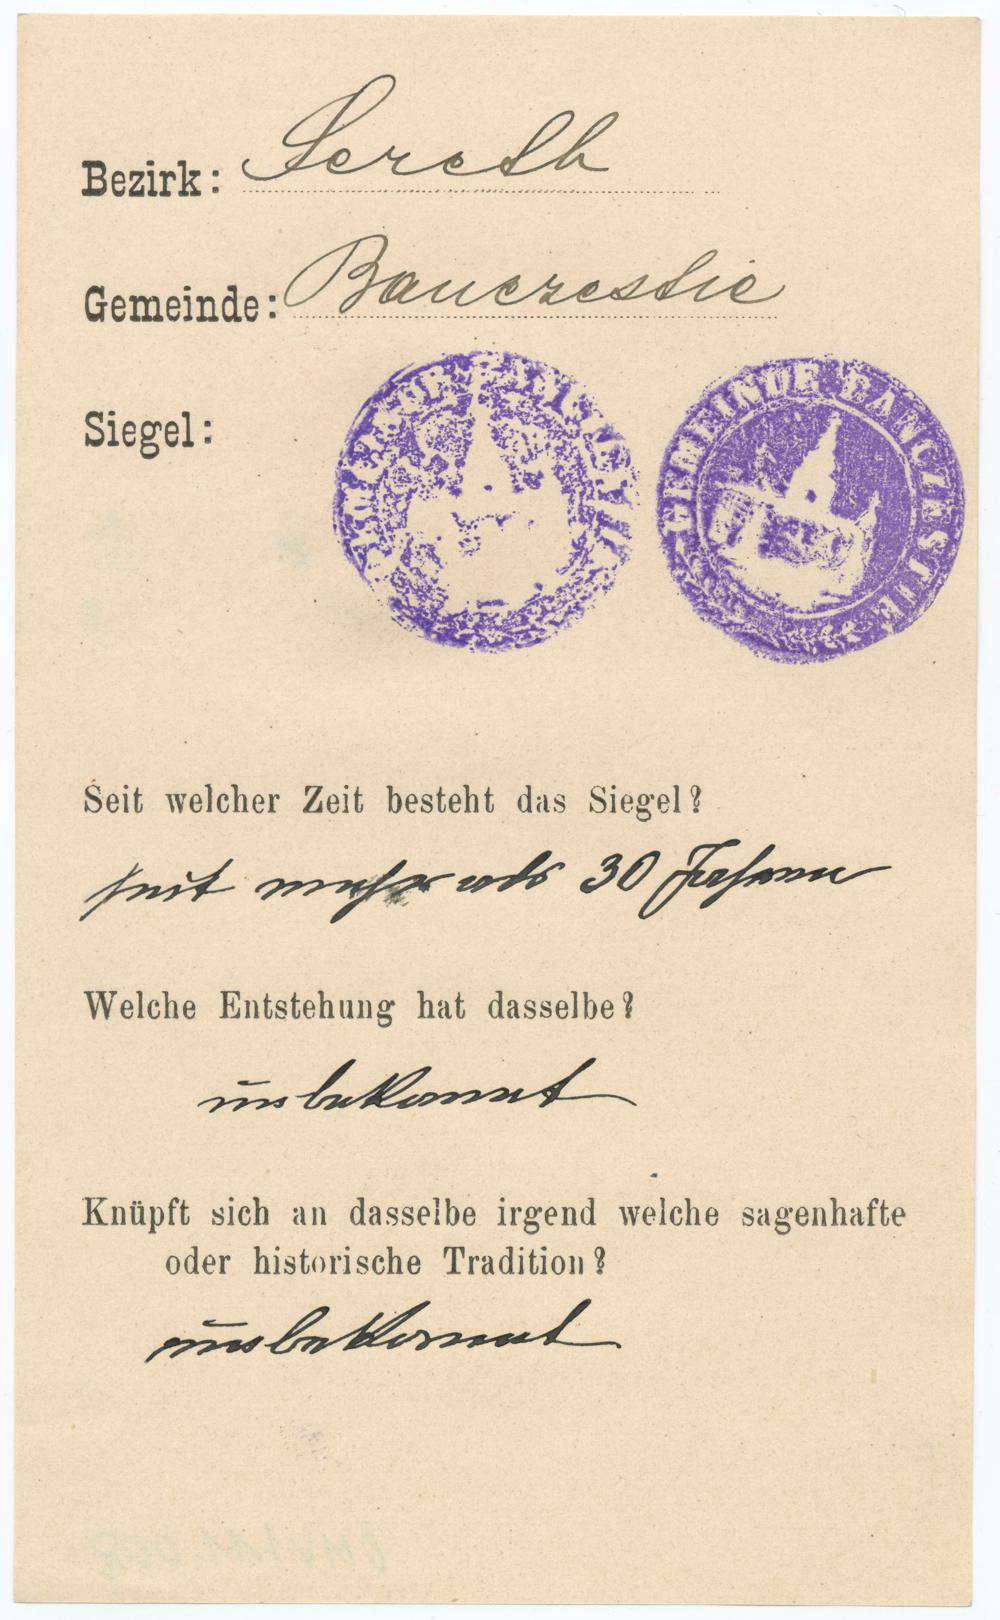 Bezirk: Sereth
Gemeinde: Banczestie
Siegel:
GEMEINDE BANCZESTIE
Seit welcher Zeit besteht das Siegel?
seit mehr als 30 Jahren
Welche Entstehung hat dasselbe?
unbekannt
Knüpft sich an dasselbe irgend welche sagenhafte
oder historische Tradition?
unbekannt